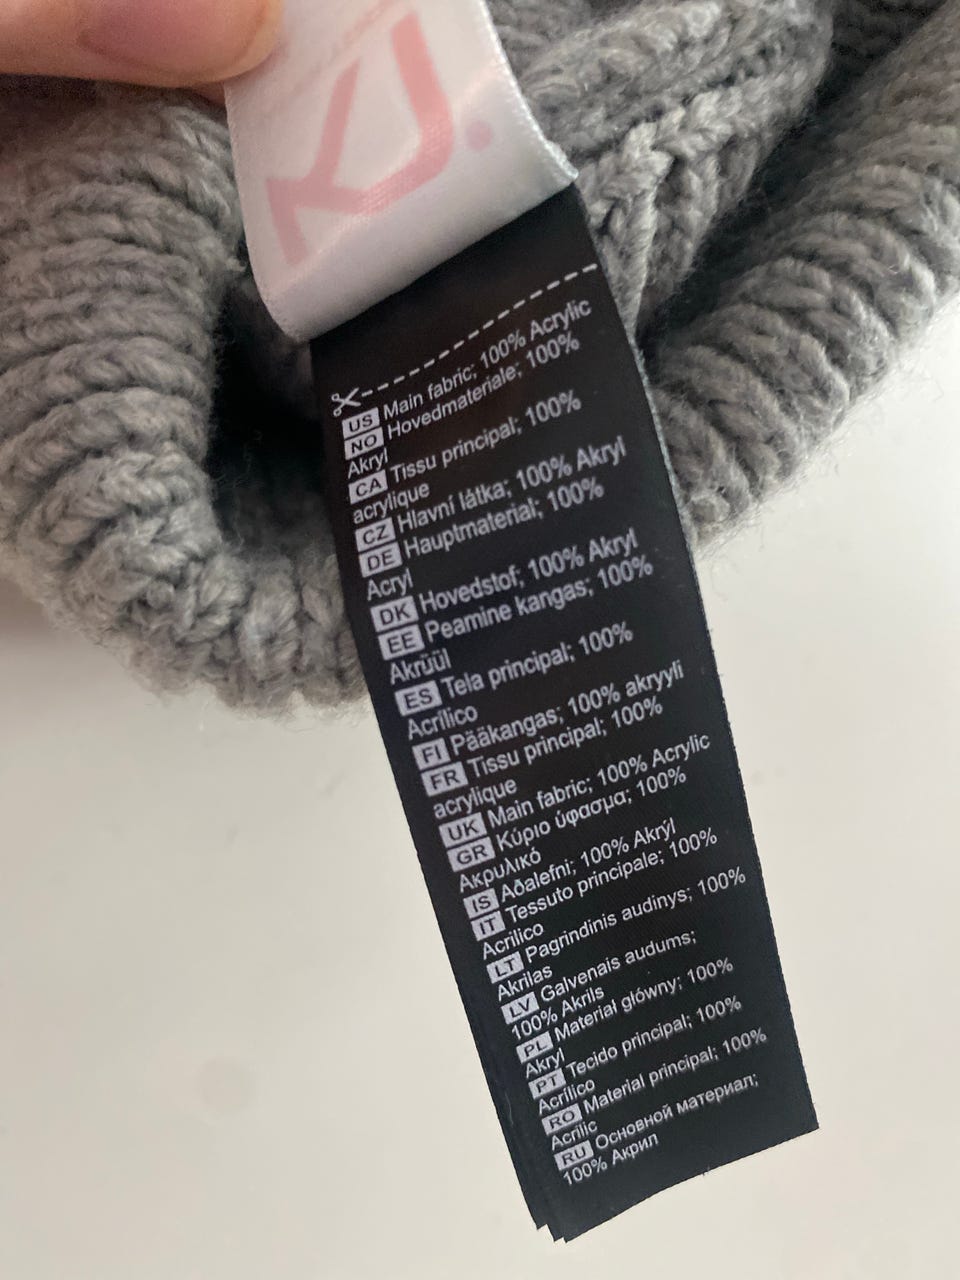 KJ.
US Main fabric; 100% Acrylic
NO Hovedmateriale; 100%
Akryl
CA Tissu principal; 100%
acrylique
CZ Hlavní látka; 100% Akryl
DE Hauptmaterial; 100%
Acryl
DK Hovedstof; 100% Akryl
EE Peamine kangas; 100%
Akrüül
ES Tela principal; 100%
Acrílico
FI Pääkangas; 100% akryyli
FR Tissu principal; 100%
acrylique
UK Main fabric; 100% Acrylic
GR Κύριο ύφασμα; 100%
Ακρυλικό
IS Aðalefni; 100% Akrýl
IT Tessuto principale; 100%
Acrilico
LT Pagrindinis audinys; 100%
Akrilas
LV Galvenais audums;
100% Akrils
PL Materiał główny; 100%
Akryl
PT Tecido principal; 100%
Acrílico
RO Material principal; 100%
Acrilic
RU Основной материал;
100% Акрил